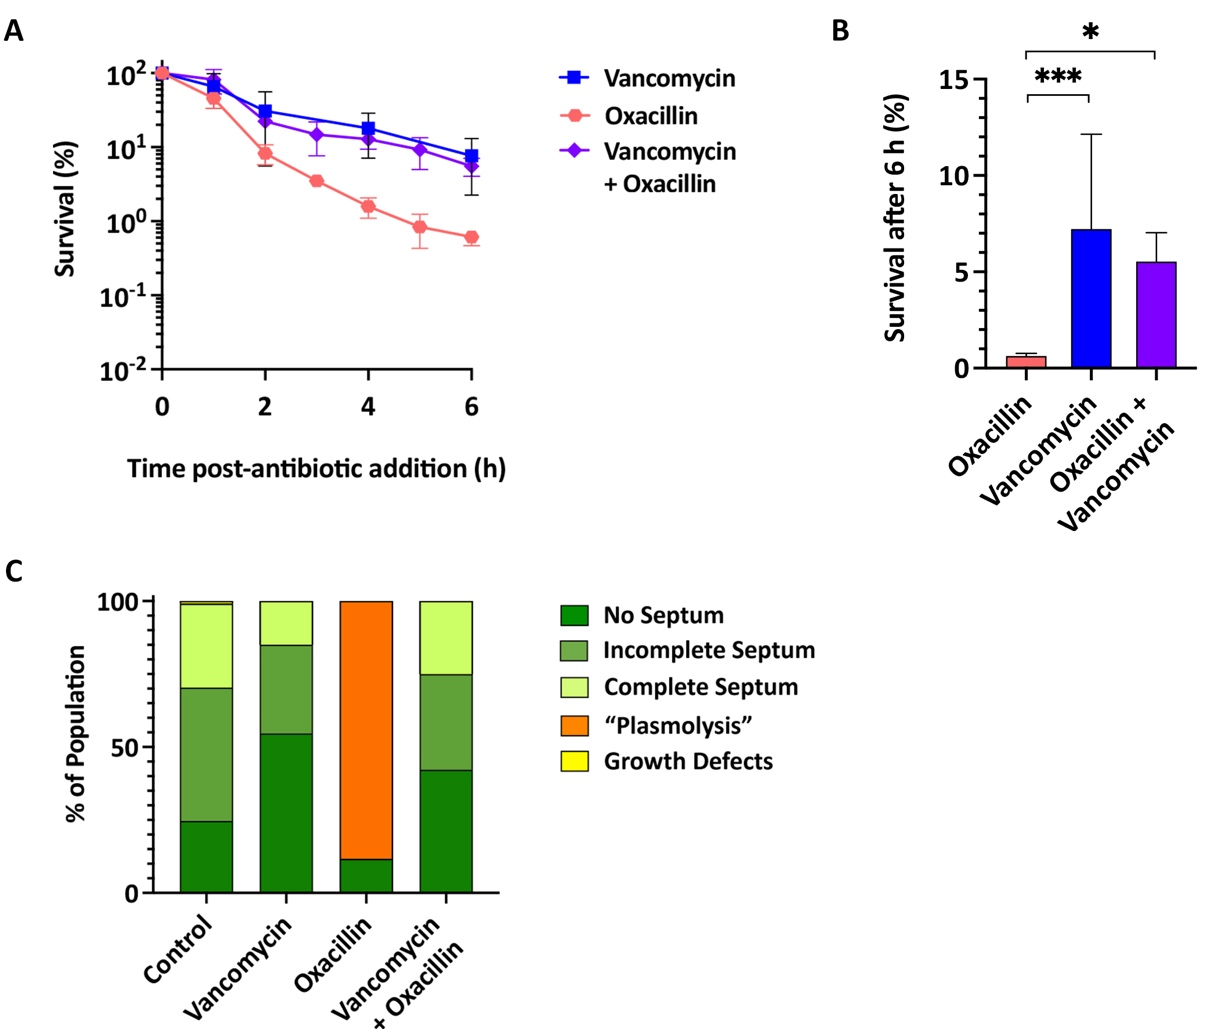 A
Survival (%)
10²
10¹
10⁰
10⁻¹
10⁻²
0
2
4
6
Time post-antibiotic addition (h)
Vancomycin
Oxacillin
Vancomycin
+ Oxacillin
B
Survival after 6 h (%)
15
10
5
0
*
***
Oxacillin
Vancomycin
Oxacillin +
Vancomycin
C
% of Population
100
50
0
Control
Vancomycin
Oxacillin
Vancomycin
+ Oxacillin
No Septum
Incomplete Septum
Complete Septum
“Plasmolysis”
Growth Defects